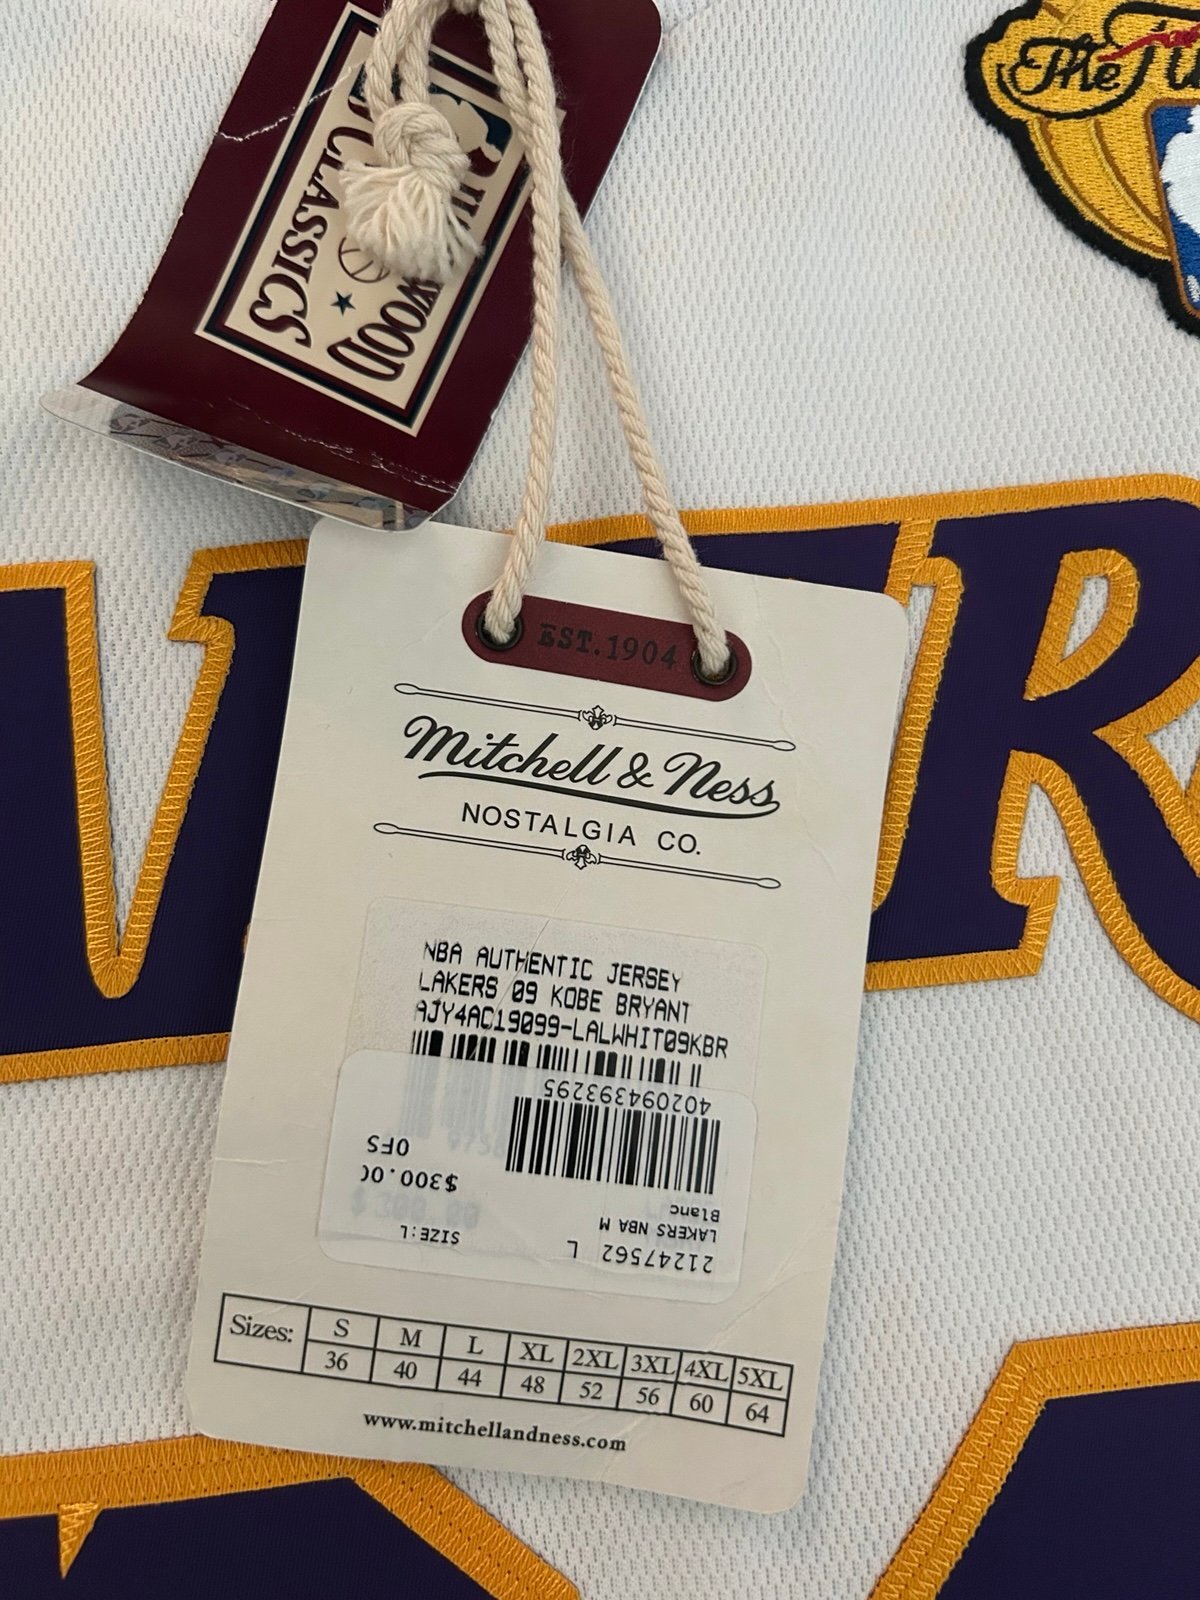 The
WOOD
CLASSICS
EST. 1904
Mitchell & Ness
NOSTALGIA CO.
NBA AUTHENTIC JERSEY
LAKERS 09 KOBE BRYANT
AJY4AC19099-LALWHIT09KBR
402094393295
OFS
$300.00
Blanc
LAKERS NBA M
SIZE:L
21247562 L
Sizes: S M L XL 2XL 3XL 4XL 5XL
36 40 44 48 52 56 60 64
www.mitchellandness.com